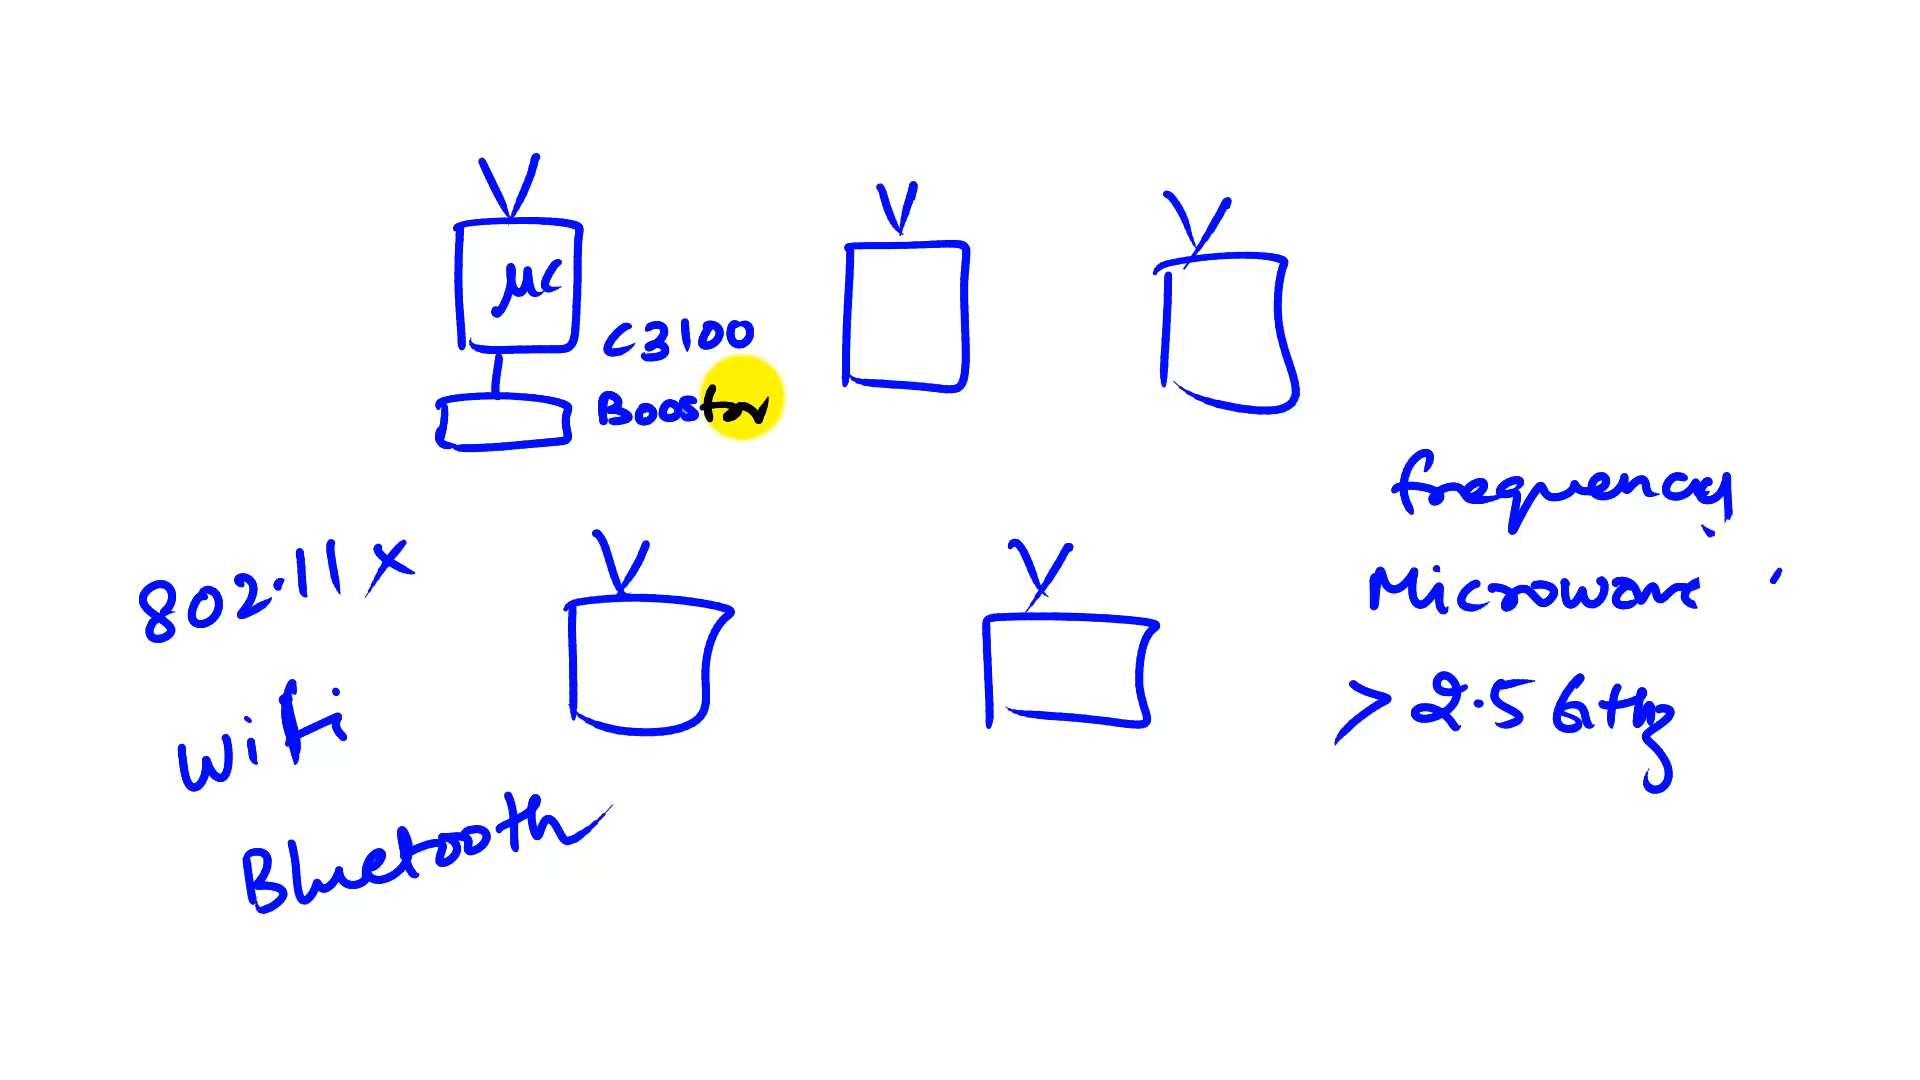 μC
C3100
Booster
frequency
Microwave
802.11x
> 2.5 GHz
Wifi
Bluetooth